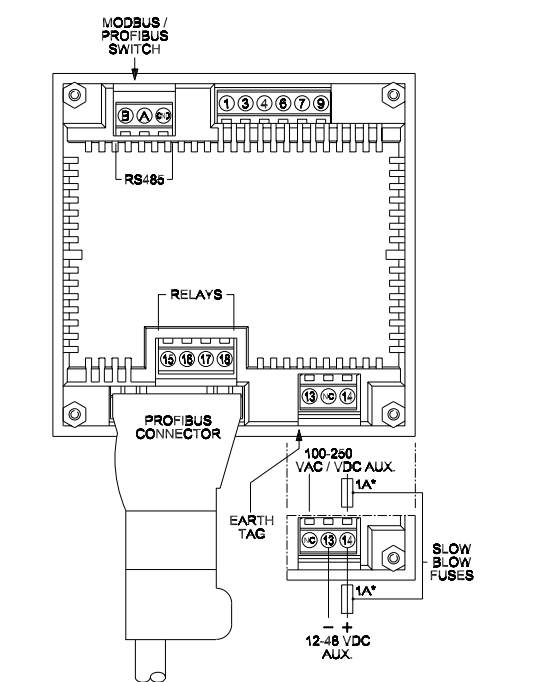 MODBUS /
PROFIBUS
SWITCH
B A GND
1 3 4 6 7 9
RS485
RELAYS
15 16 17 18
13 NC 14
PROFIBUS
CONNECTOR
100-250
VAC / VDC AUX.
1A*
EARTH
TAG
NC 13 14
SLOW
BLOW
FUSES
1A*
– +
12-48 VDC
AUX.